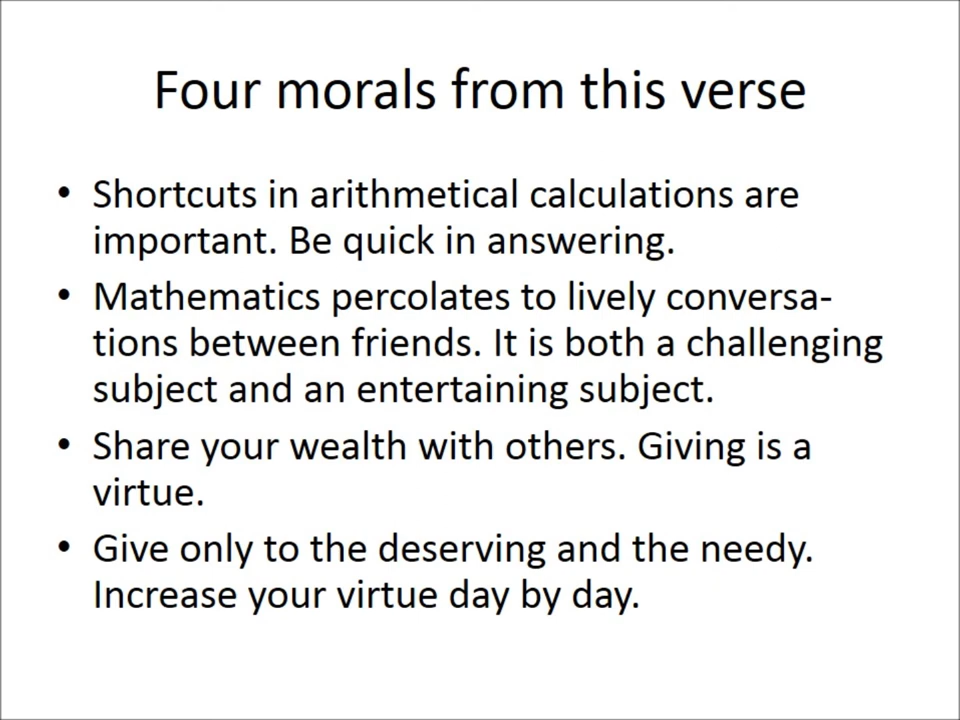 Four morals from this verse
• Shortcuts in arithmetical calculations are
important. Be quick in answering.
• Mathematics percolates to lively conversa-
tions between friends. It is both a challenging
subject and an entertaining subject.
• Share your wealth with others. Giving is a
virtue.
• Give only to the deserving and the needy.
Increase your virtue day by day.